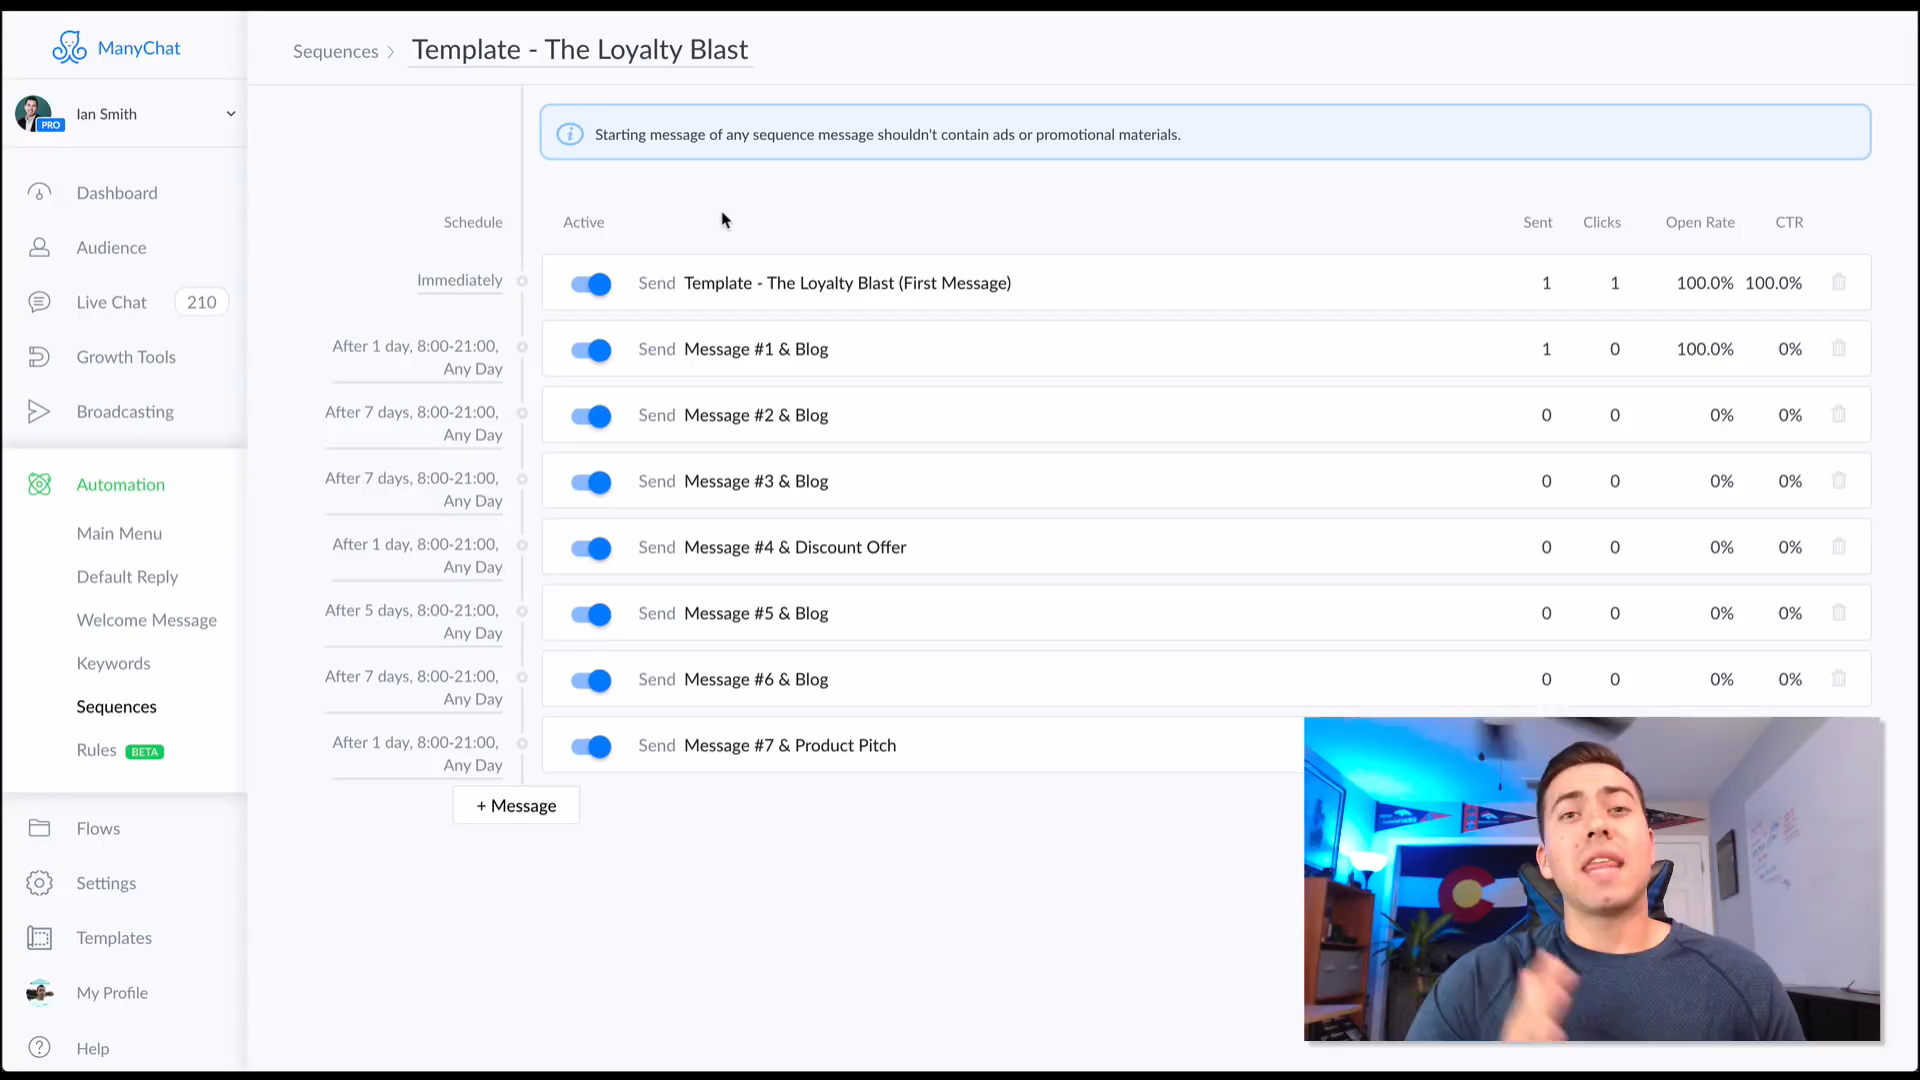 ManyChat
Sequences
Template - The Loyalty Blast
PRO
Ian Smith
Starting message of any sequence message shouldn't contain ads or promotional materials.
Dashboard
Audience
Live Chat 210
Growth Tools
Broadcasting
Automation
Main Menu
Default Reply
Welcome Message
Keywords
Sequences
Rules BETA
Flows
Settings
Templates
My Profile
Help
Schedule Active Sent Clicks Open Rate CTR
Immediately Send Template - The Loyalty Blast (First Message) 1 1 100.0% 100.0%
After 1 day, 8:00-21:00,
Any Day
Send Message #1 & Blog 1 0 100.0% 0%
After 7 days, 8:00-21:00,
Any Day
Send Message #2 & Blog 0 0 0% 0%
After 7 days, 8:00-21:00,
Any Day
Send Message #3 & Blog 0 0 0% 0%
After 1 day, 8:00-21:00,
Any Day
Send Message #4 & Discount Offer 0 0 0% 0%
After 5 days, 8:00-21:00,
Any Day
Send Message #5 & Blog 0 0 0% 0%
After 7 days, 8:00-21:00,
Any Day
Send Message #6 & Blog 0 0 0% 0%
After 1 day, 8:00-21:00,
Any Day
Send Message #7 & Product Pitch
+ Message